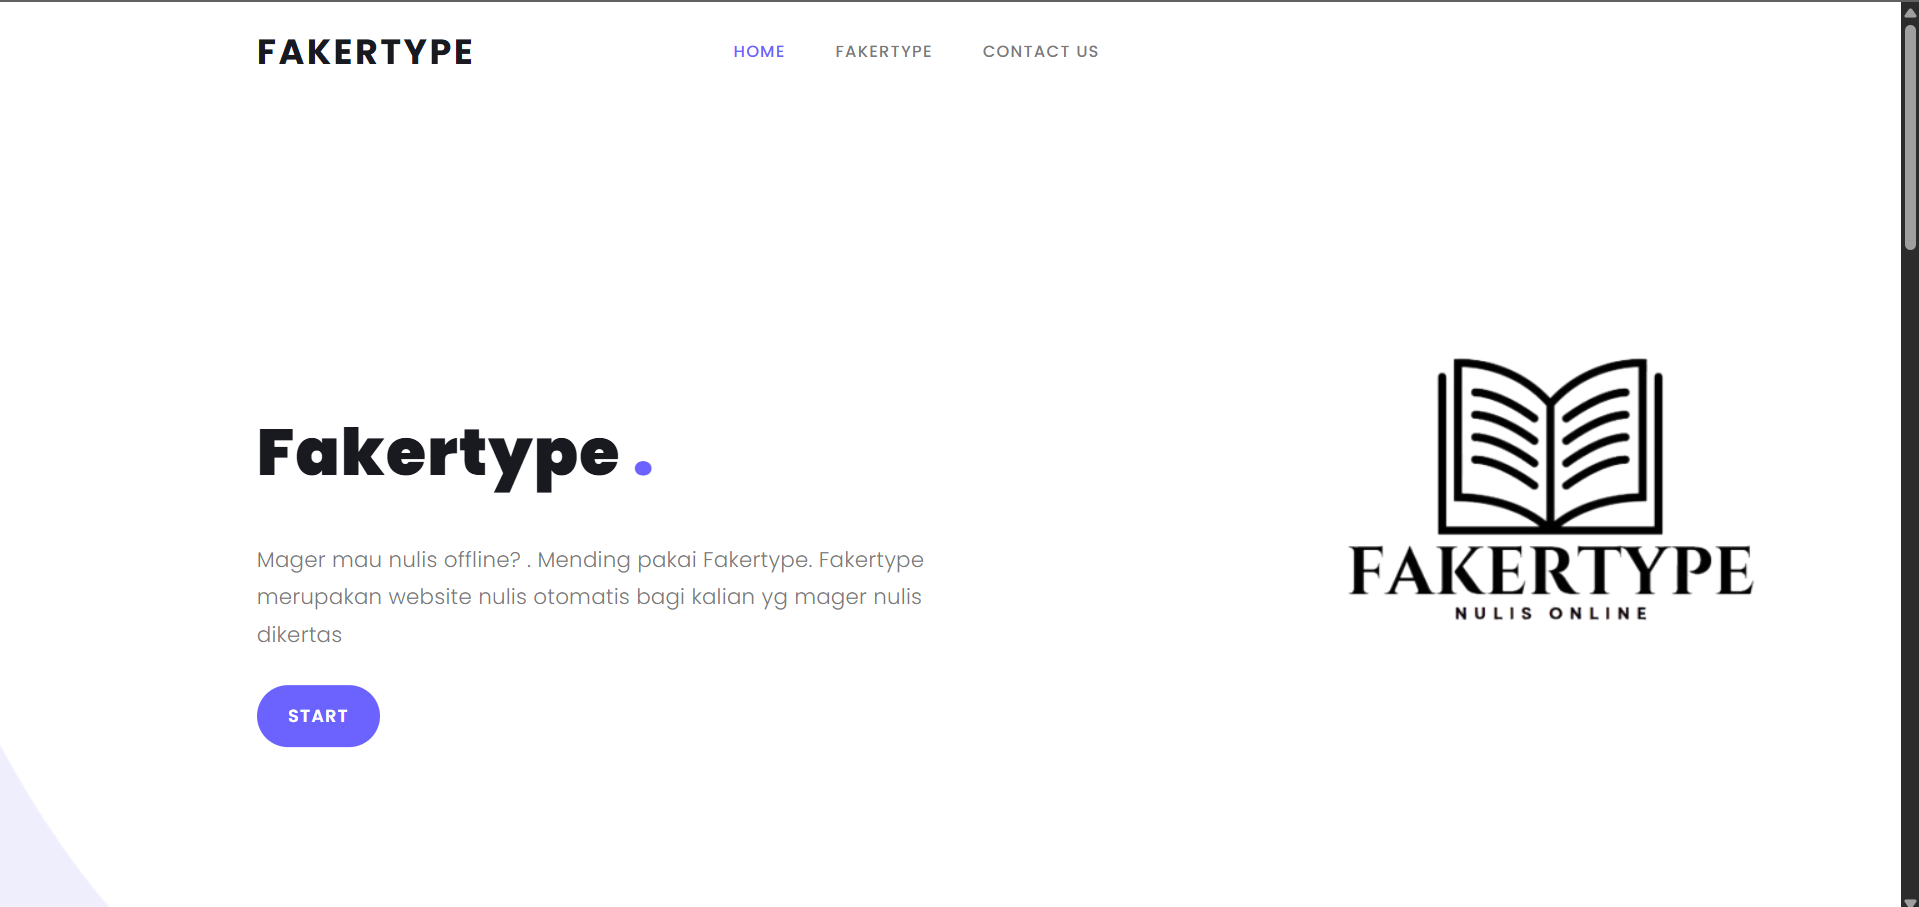 FAKERTYPE
HOME
FAKERTYPE
CONTACT US
Fakertype .
Mager mau nulis offline? . Mending pakai Fakertype. Fakertype
merupakan website nulis otomatis bagi kalian yg mager nulis
dikertas
START
FAKERTYPE
NULIS ONLINE